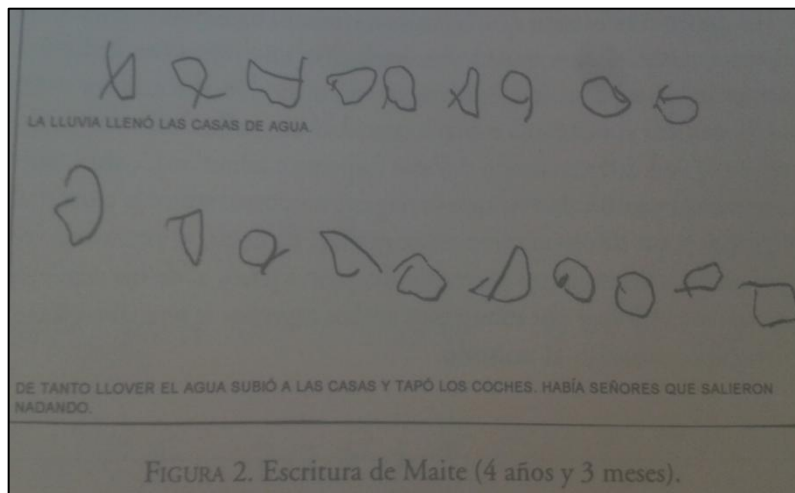 LA LLUVIA LLENÓ LAS CASAS DE AGUA.
DE TANTO LLOVER EL AGUA SUBIÓ A LAS CASAS Y TAPÓ LOS COCHES. HABÍA SEÑORES QUE SALIERON
NADANDO.
FIGURA 2. Escritura de Maite (4 años y 3 meses).